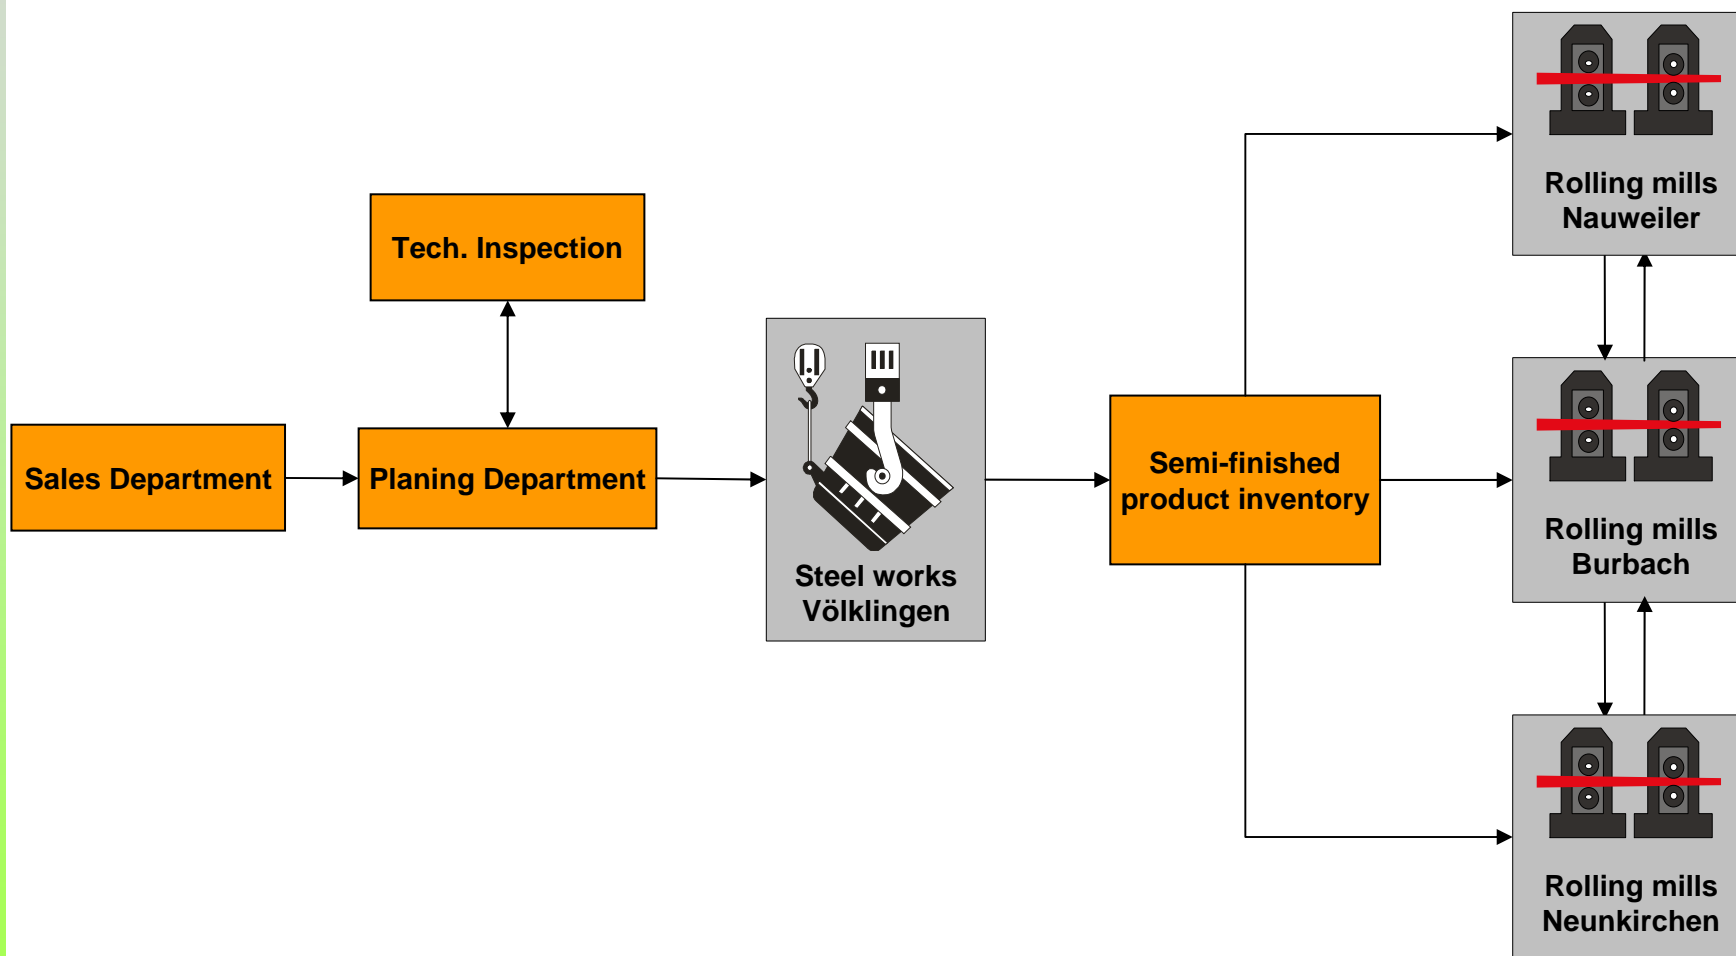 Sales Department
Tech. Inspection
Planing Department
Steel works
Völklingen
Semi-finished
product inventory
Rolling mills
Nauweiler
Rolling mills
Burbach
Rolling mills
Neunkirchen